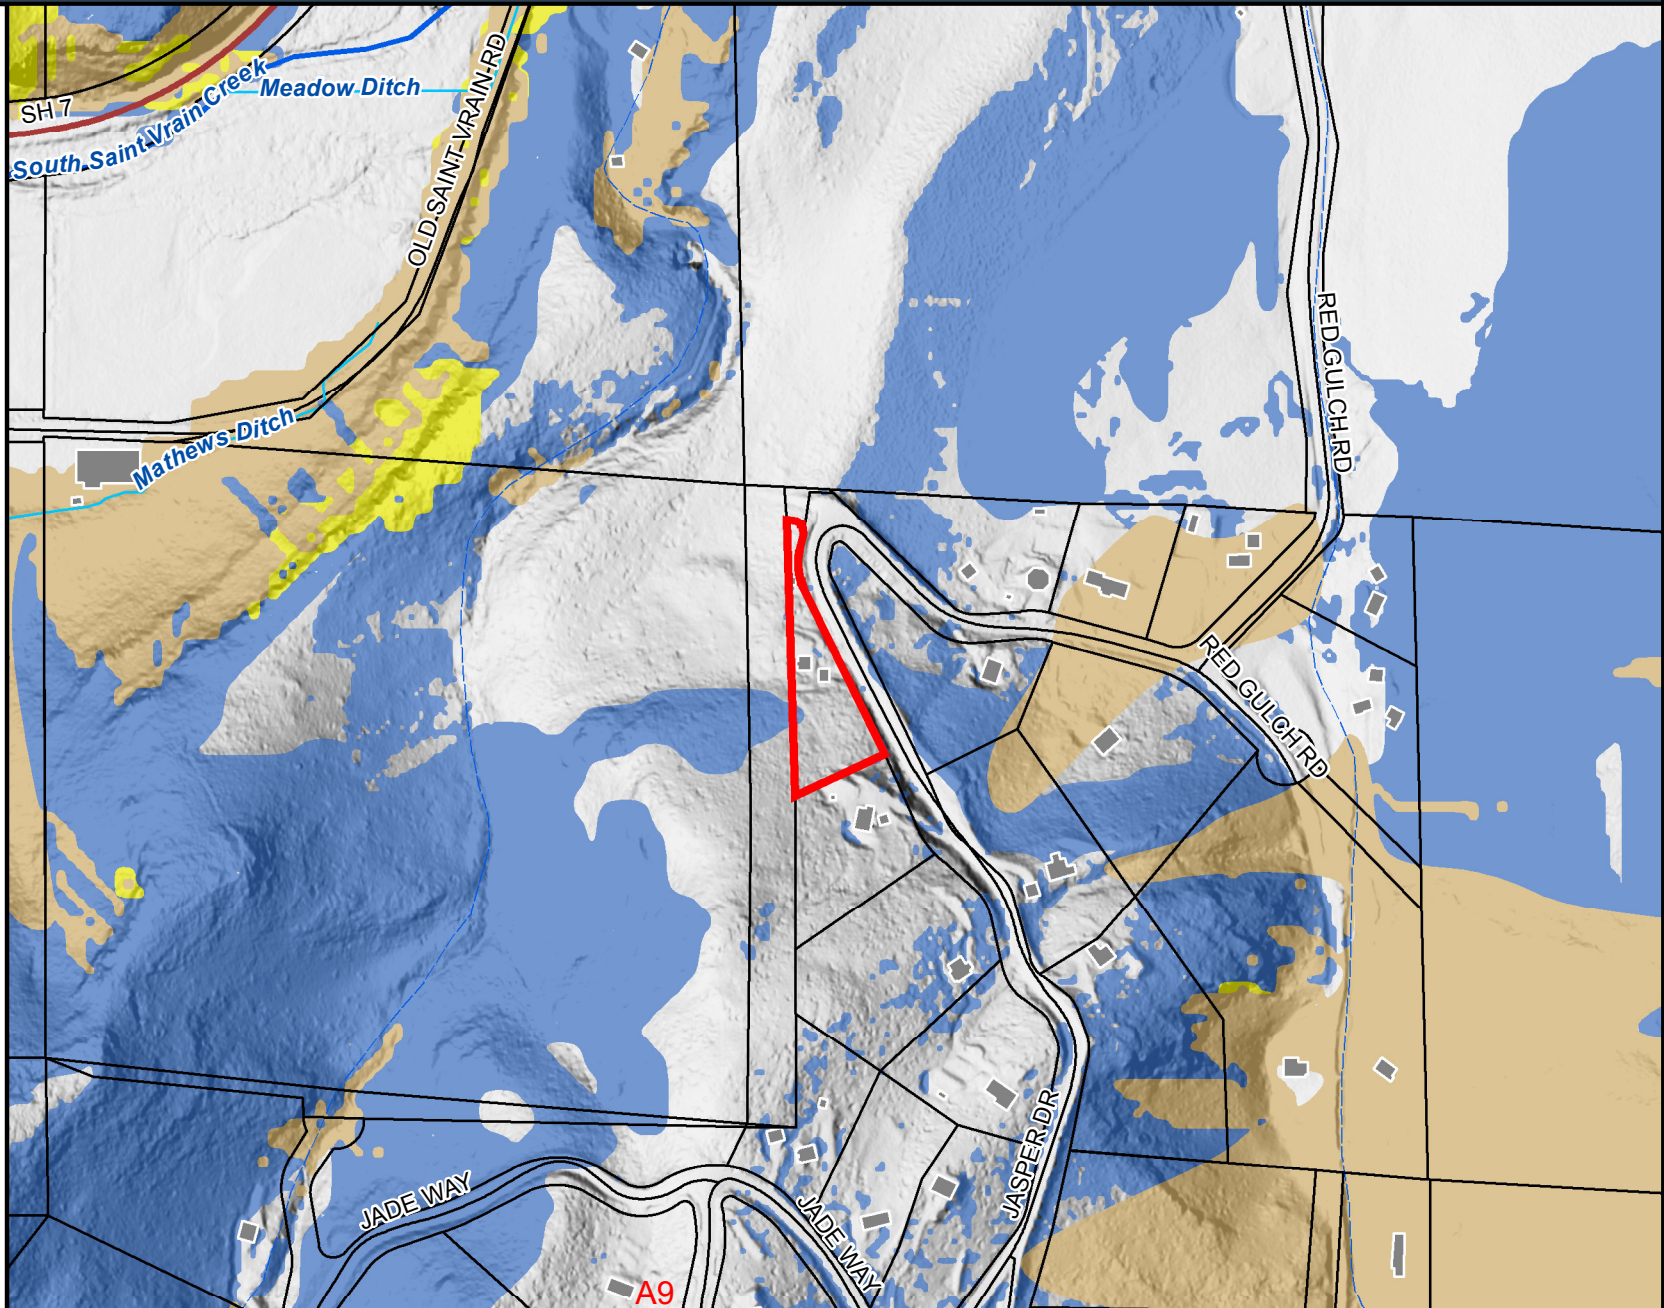 SH 7
South Saint Vrain Creek
Meadow Ditch
OLD SAINT VRAIN RD
RED GULCH RD
Mathews Ditch
RED GULCH RD
JASPER DR
JADE WAY
JADE WAY
A9